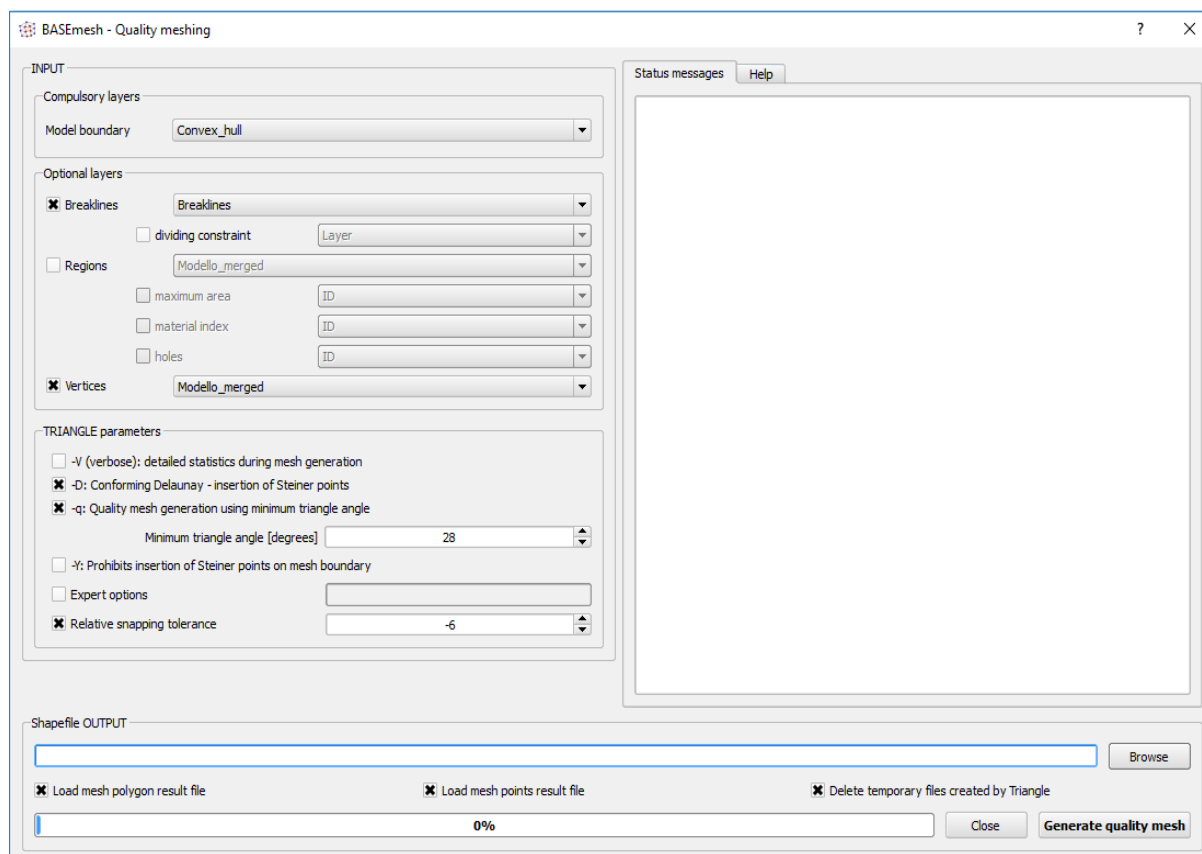 BASEmesh - Quality meshing ?
INPUT
Compulsory layers
Model boundary Convex_hull
Optional layers
Breaklines Breaklines
dividing constraint Layer
Regions Modello_merged
maximum area ID
material index ID
holes ID
Vertices Modello_merged
TRIANGLE parameters
-V (verbose): detailed statistics during mesh generation
-D: Conforming Delaunay - insertion of Steiner points
-q: Quality mesh generation using minimum triangle angle
Minimum triangle angle [degrees] 28
-Y: Prohibits insertion of Steiner points on mesh boundary
Expert options
Relative snapping tolerance -6
Status messages Help
Shapefile OUTPUT
Browse
Load mesh polygon result file Load mesh points result file Delete temporary files created by Triangle
0% Close Generate quality mesh